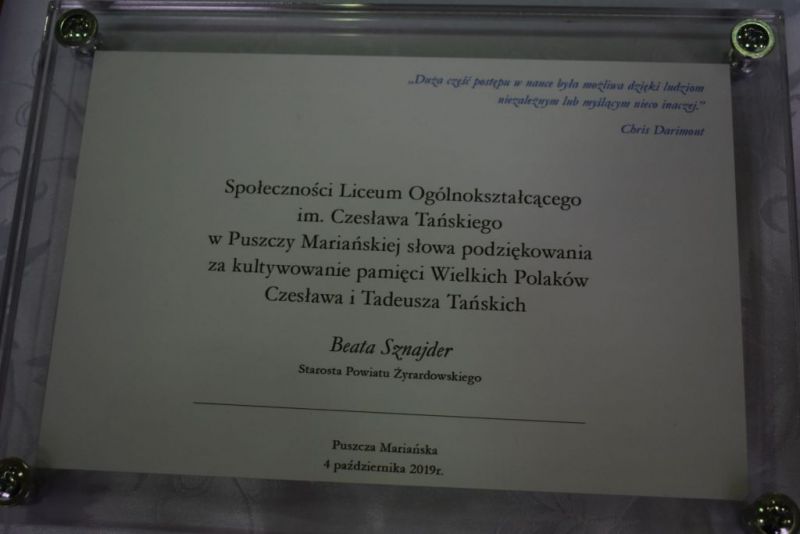 „Duża część postępu w nauce była możliwa dzięki ludziom
niezależnym lub myślącym nieco inaczej.”
Chris Darimont
Społeczności Liceum Ogólnokształcącego
im. Czesława Tańskiego
w Puszczy Mariańskiej słowa podziękowania
za kultywowanie pamięci Wielkich Polaków
Czesława i Tadeusza Tańskich
Beata Sznajder
Starosta Powiatu Żyrardowskiego
Puszcza Mariańska
4 października 2019r.